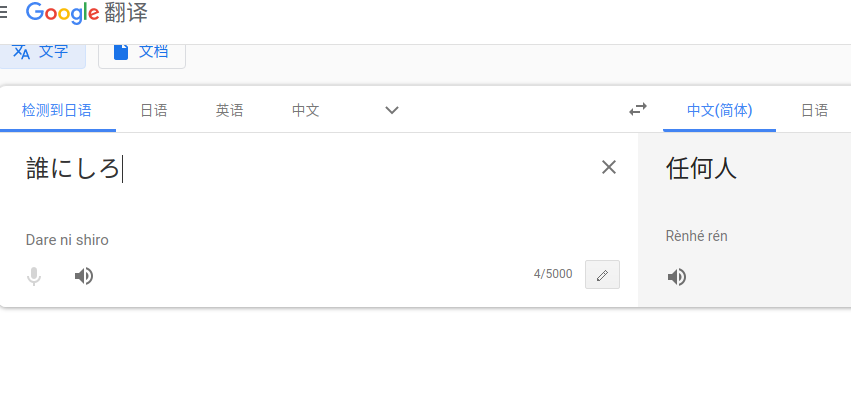 Google 翻译
文字 文档
检测到日语 日语 英语 中文 中文(简体) 日语
誰にしろ 任何人
Dare ni shiro Rènhé rén
4/5000